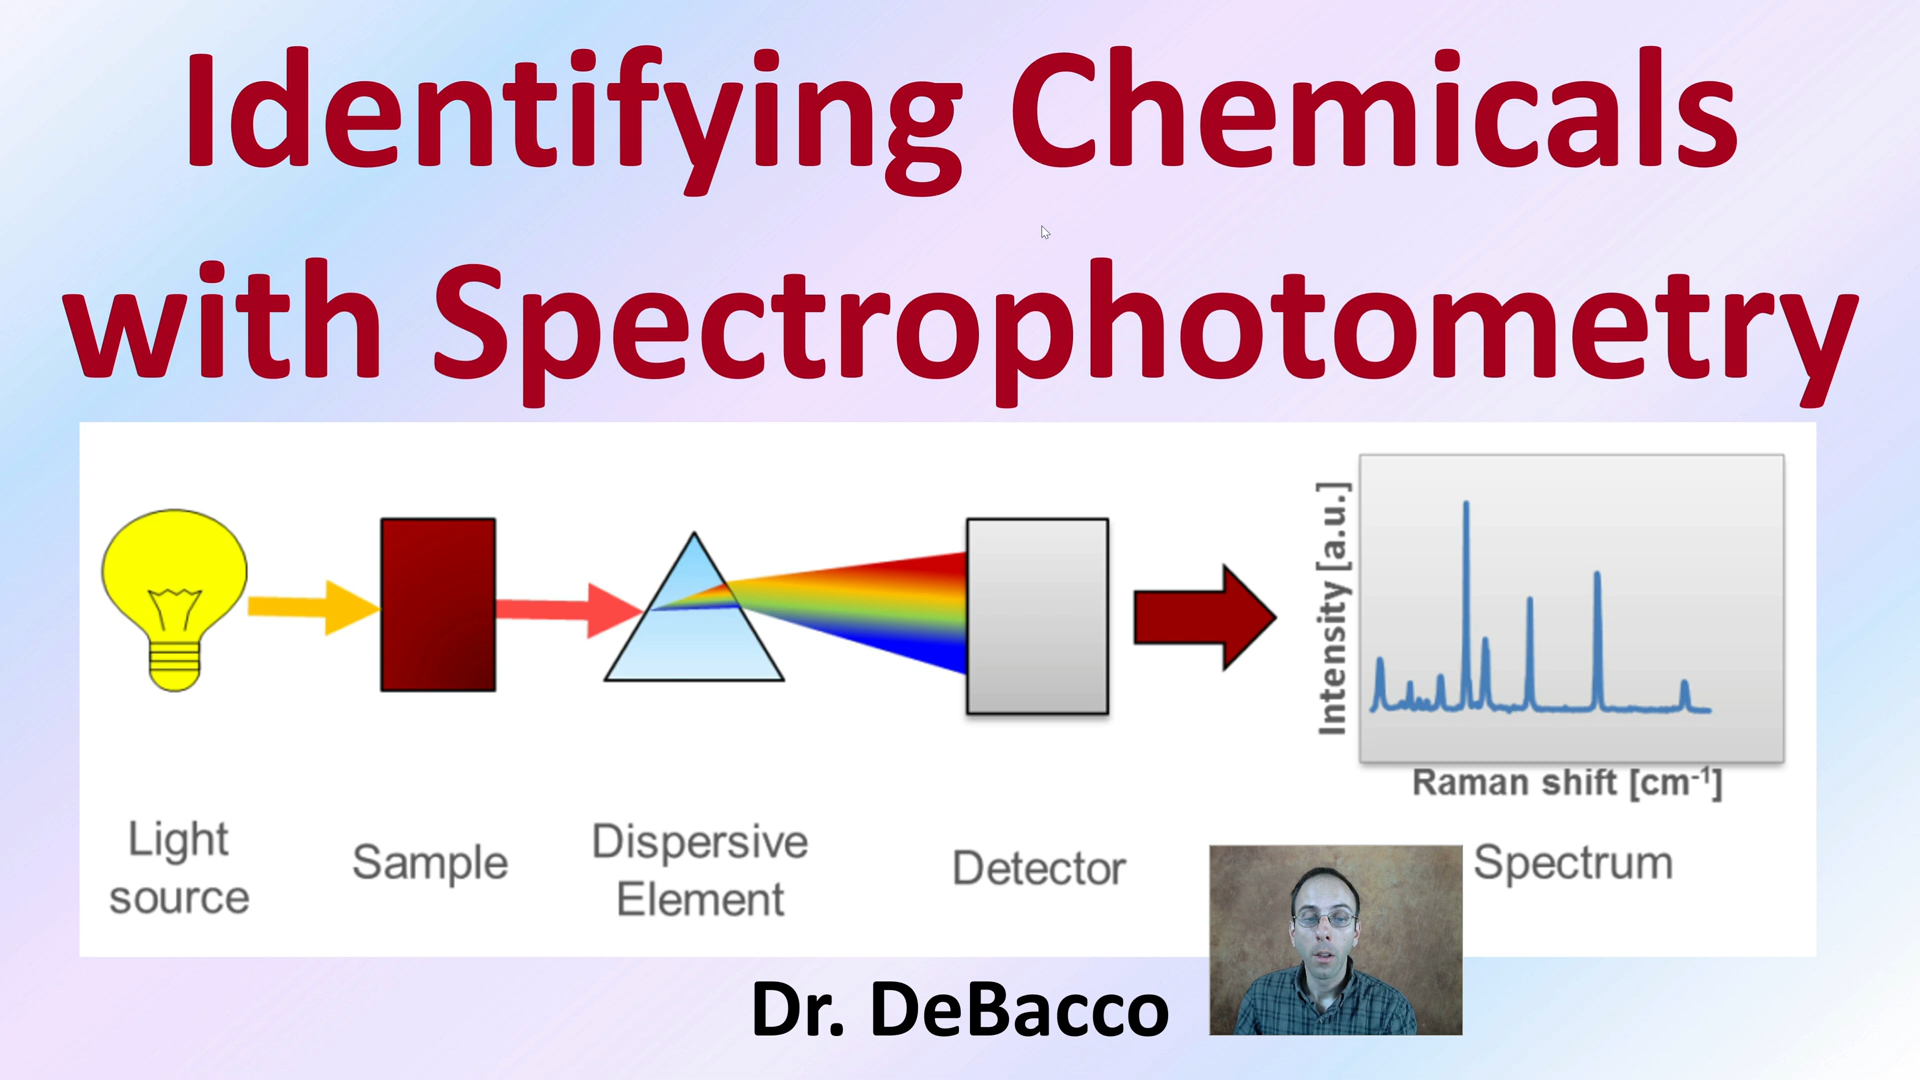 Identifying Chemicals
with Spectrophotometry
Intensity [a.u.]
Raman shift [cm-1]
Light
source
Sample
Dispersive
Element
Detector
Spectrum
Dr. DeBacco